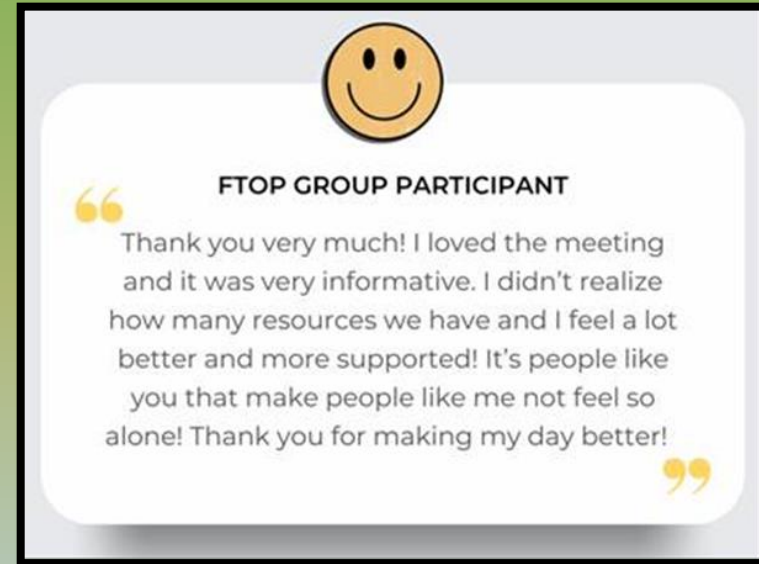 FTOP GROUP PARTICIPANT
“
Thank you very much! I loved the meeting
and it was very informative. I didn’t realize
how many resources we have and I feel a lot
better and more supported! It’s people like
you that make people like me not feel so
alone! Thank you for making my day better!
”